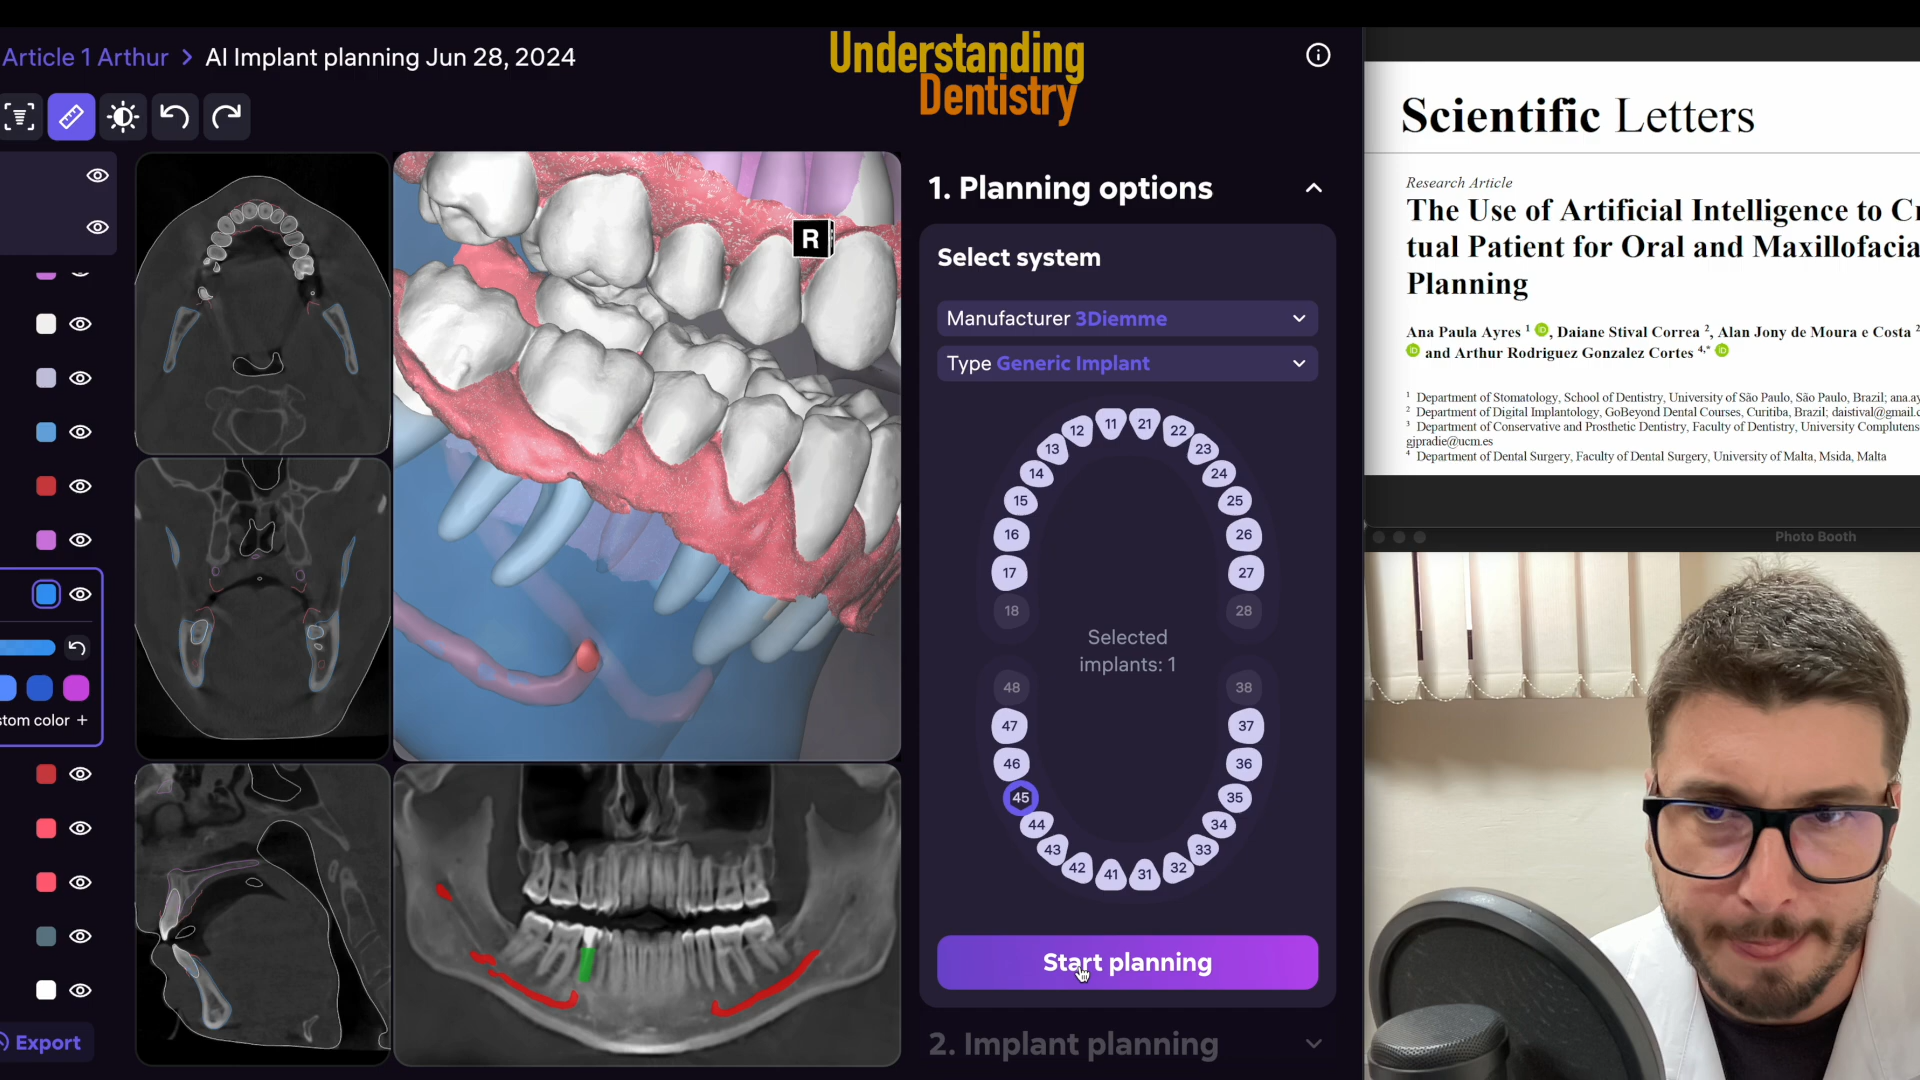 Article 1 Arthur > AI Implant planning Jun 28, 2024
Understanding
Dentistry
1. Planning options
Select system
Manufacturer 3Diemme
Type Generic Implant
R
11 21
12 22
13 23
14 24
15 25
16 26
17 27
18 28
Selected
implants: 1
48 38
47 37
46 36
45 35
44 34
43 33
42 32
41 31
Start planning
2. Implant planning
stom color +
Export
Scientific Letters
Research Article
The Use of Artificial Intelligence to Cr
tual Patient for Oral and Maxillofacia
Planning
Ana Paula Ayres 1 iD, Daiane Stival Correa 2, Alan Jony de Moura e Costa 2
iD and Arthur Rodriguez Gonzalez Cortes 4,* iD
1 Department of Stomatology, School of Dentistry, University of São Paulo, São Paulo, Brazil; ana.ay
2 Department of Digital Implantology, GoBeyond Dental Courses, Curitiba, Brazil; daistival@gmail.c
3 Department of Conservative and Prosthetic Dentistry, Faculty of Dentistry, University Complutens
gjpradie@ucm.es
4 Department of Dental Surgery, Faculty of Dental Surgery, University of Malta, Msida, Malta
Photo Booth